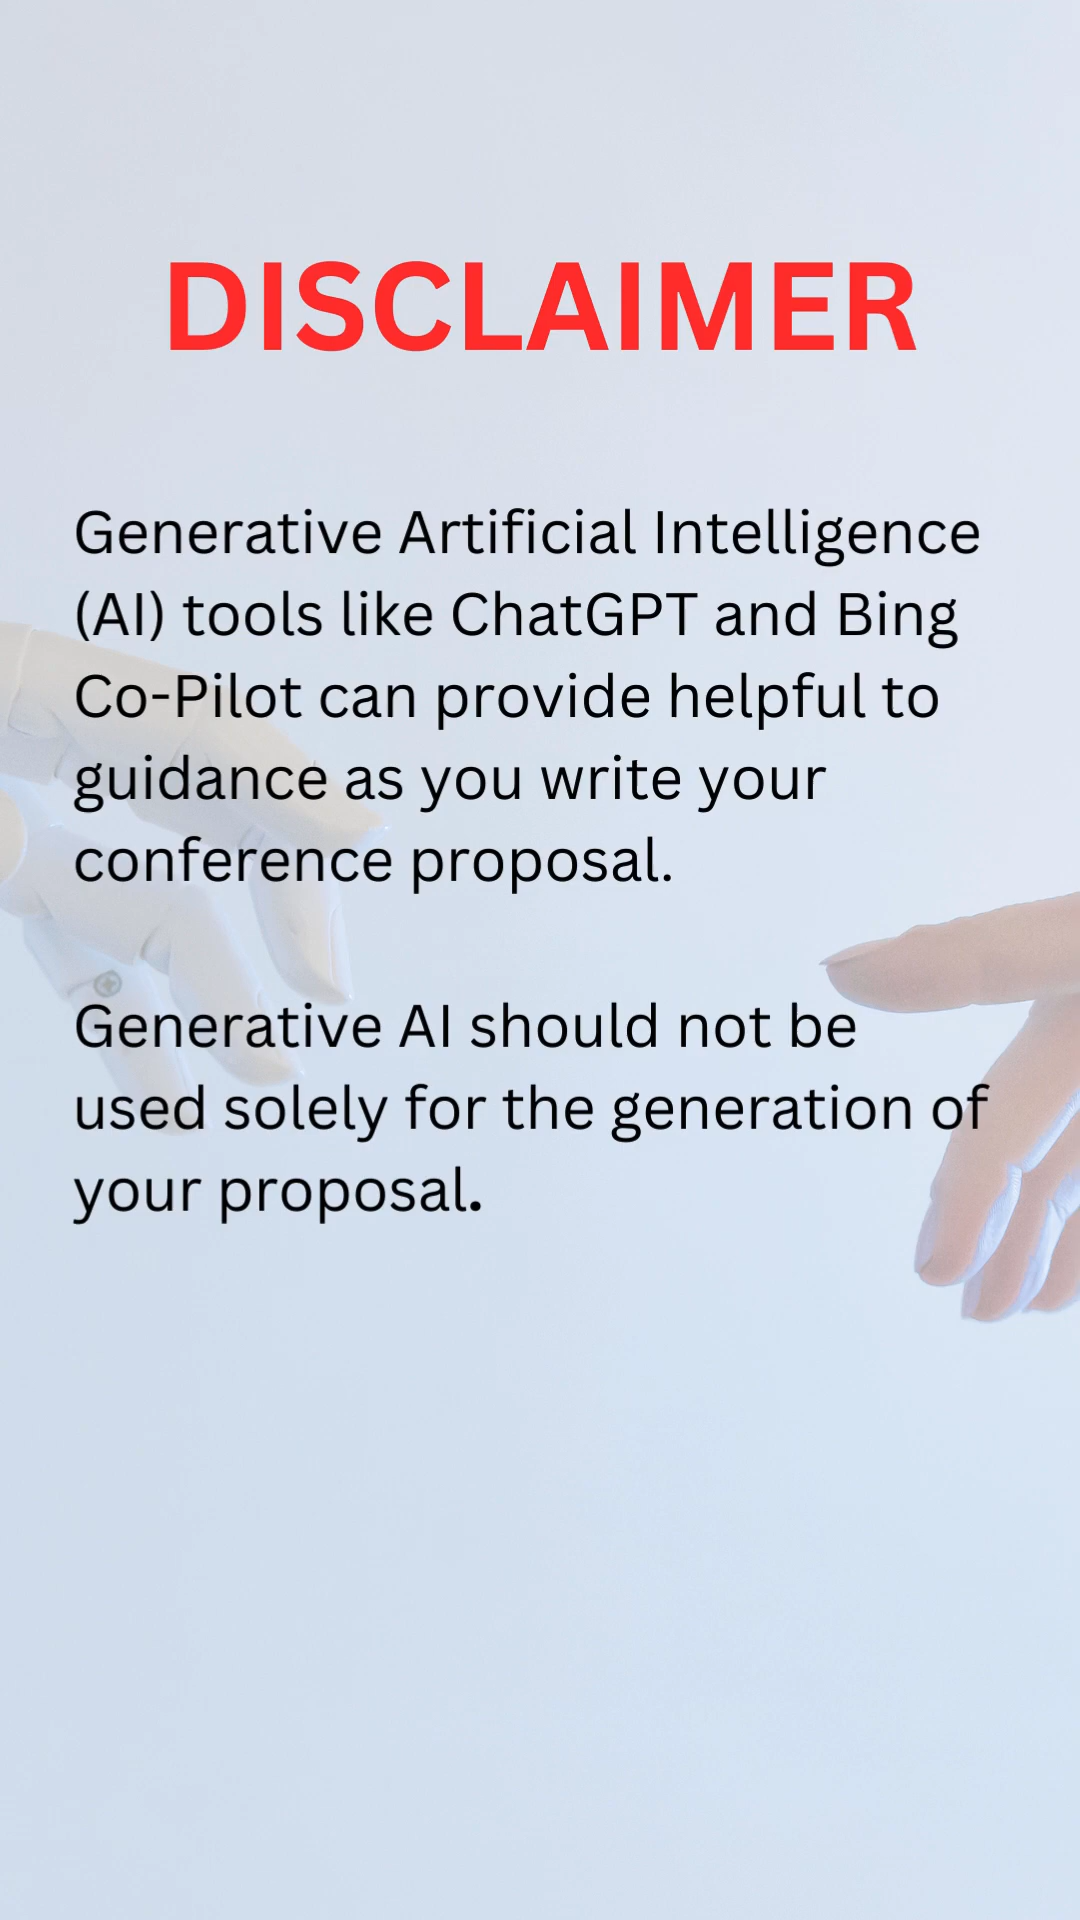 DISCLAIMER
Generative Artificial Intelligence
(AI) tools like ChatGPT and Bing
Co-Pilot can provide helpful to
guidance as you write your
conference proposal.
Generative AI should not be
used solely for the generation of
your proposal.